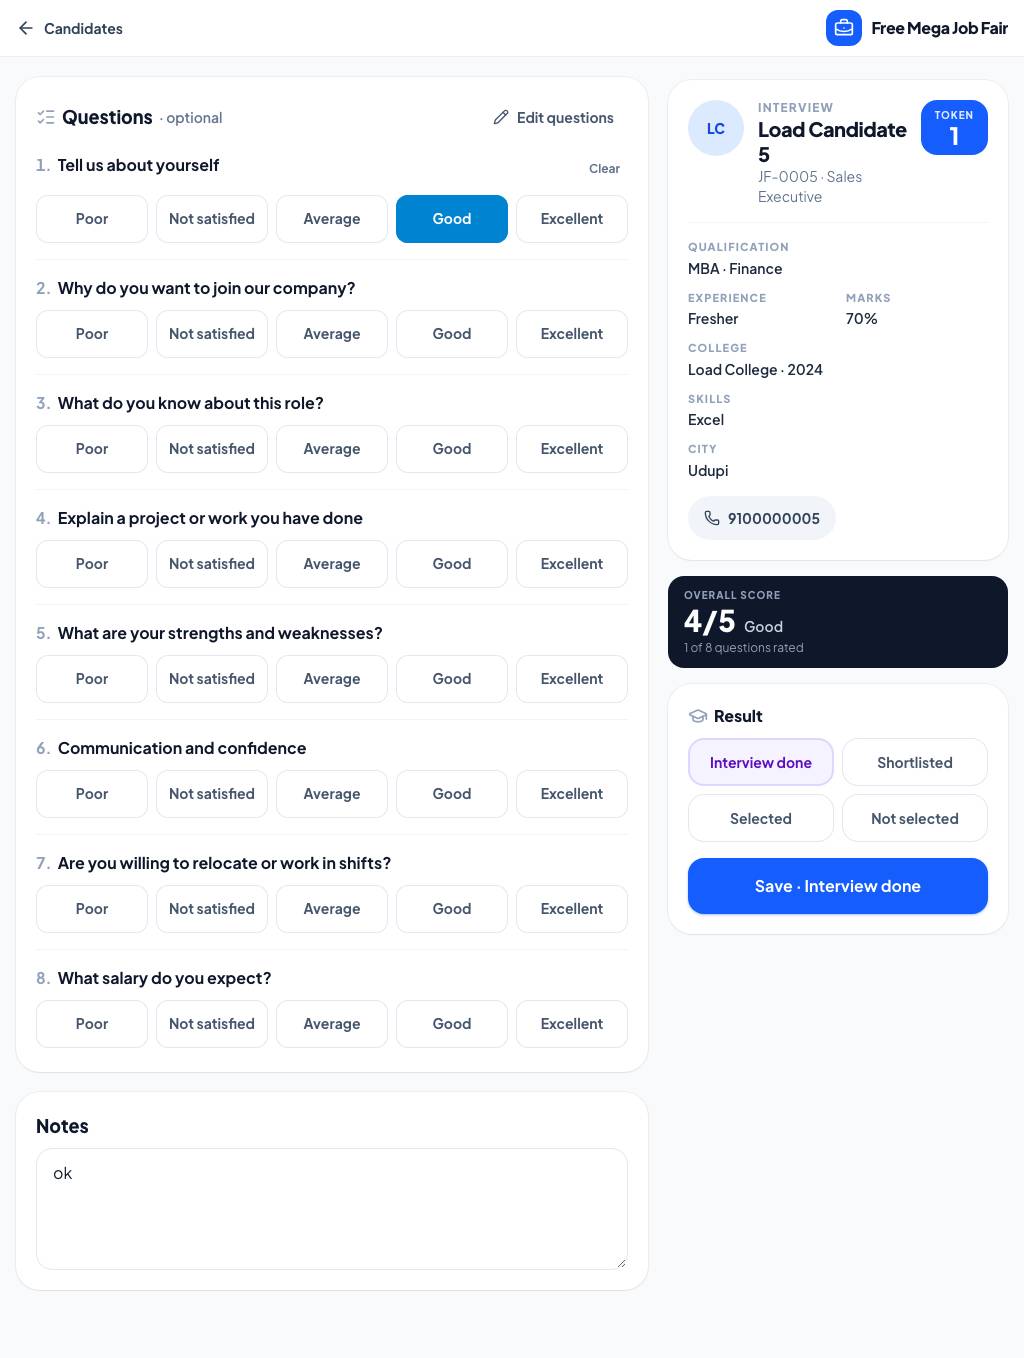 Candidates
Free Mega Job Fair
Questions · optional
Edit questions
1. Tell us about yourself
Clear
Poor
Not satisfied
Average
Good
Excellent
2. Why do you want to join our company?
Poor
Not satisfied
Average
Good
Excellent
3. What do you know about this role?
Poor
Not satisfied
Average
Good
Excellent
4. Explain a project or work you have done
Poor
Not satisfied
Average
Good
Excellent
5. What are your strengths and weaknesses?
Poor
Not satisfied
Average
Good
Excellent
6. Communication and confidence
Poor
Not satisfied
Average
Good
Excellent
7. Are you willing to relocate or work in shifts?
Poor
Not satisfied
Average
Good
Excellent
8. What salary do you expect?
Poor
Not satisfied
Average
Good
Excellent
Notes
ok
LC
INTERVIEW
Load Candidate
5
JF-0005 · Sales
Executive
TOKEN
1
QUALIFICATION
MBA · Finance
EXPERIENCE
Fresher
MARKS
70%
COLLEGE
Load College · 2024
SKILLS
Excel
CITY
Udupi
9100000005
OVERALL SCORE
4/5 Good
1 of 8 questions rated
Result
Interview done
Shortlisted
Selected
Not selected
Save · Interview done